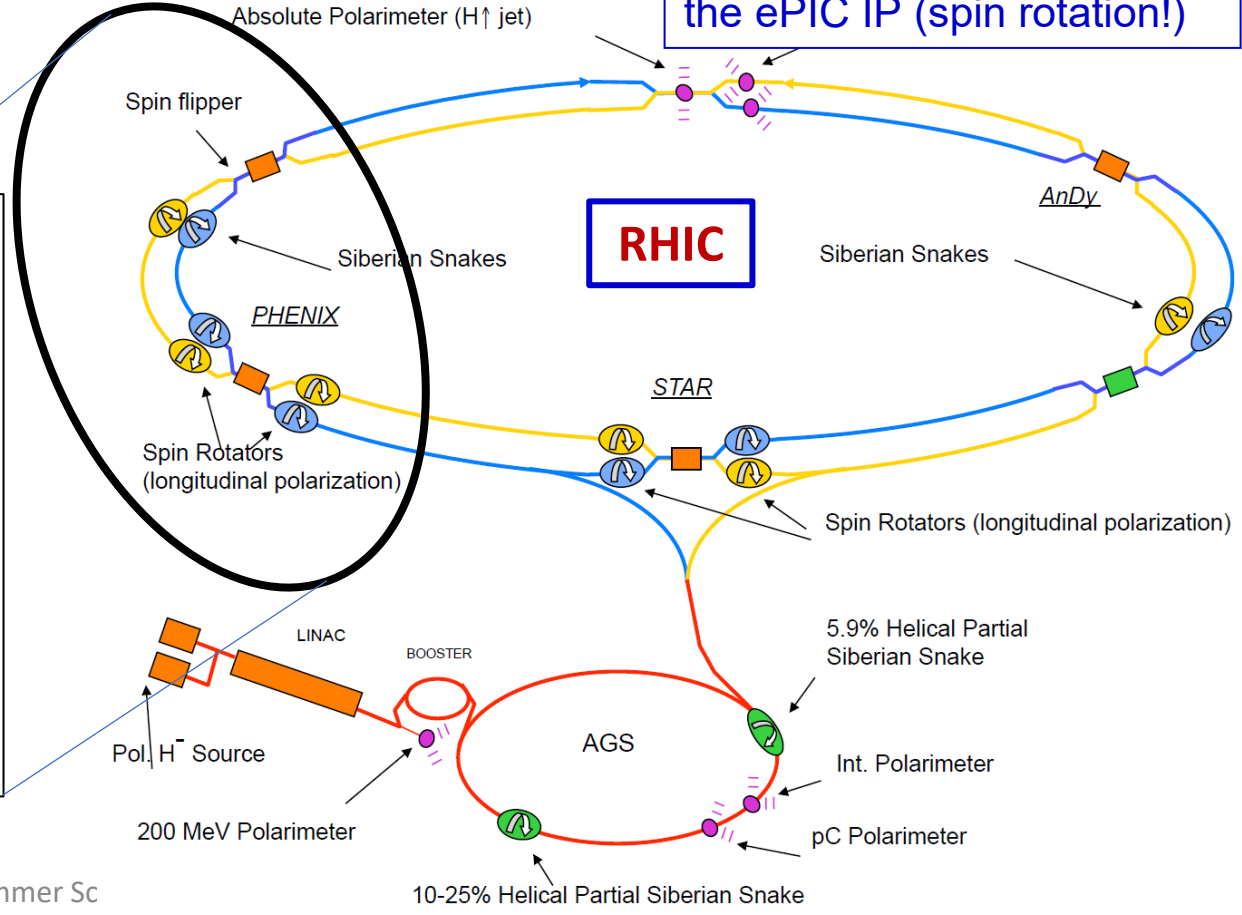 the ePIC IP (spin rotation!)
Absolute Polarimeter (H↑ jet)
Spin flipper
AnDy
RHIC
Siberian Snakes
Siberian Snakes
PHENIX
STAR
Spin Rotators
(longitudinal polarization)
Spin Rotators (longitudinal polarization)
5.9% Helical Partial
Siberian Snake
LINAC
BOOSTER
AGS
Pol. H⁻ Source
Int. Polarimeter
200 MeV Polarimeter
pC Polarimeter
10-25% Helical Partial Siberian Snake
mmer Sc